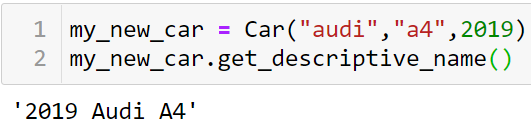 1 my_new_car = Car("audi","a4",2019)
2 my_new_car.get_descriptive_name()
'2019 Audi A4'